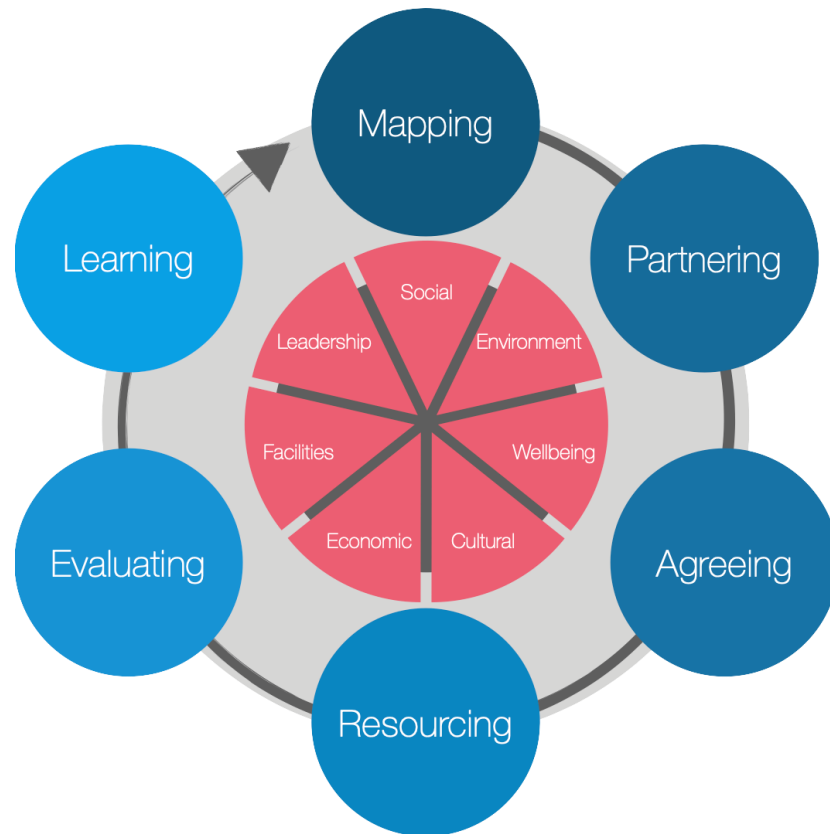 Mapping
Partnering
Agreeing
Resourcing
Evaluating
Learning
Social
Environment
Wellbeing
Cultural
Economic
Facilities
Leadership